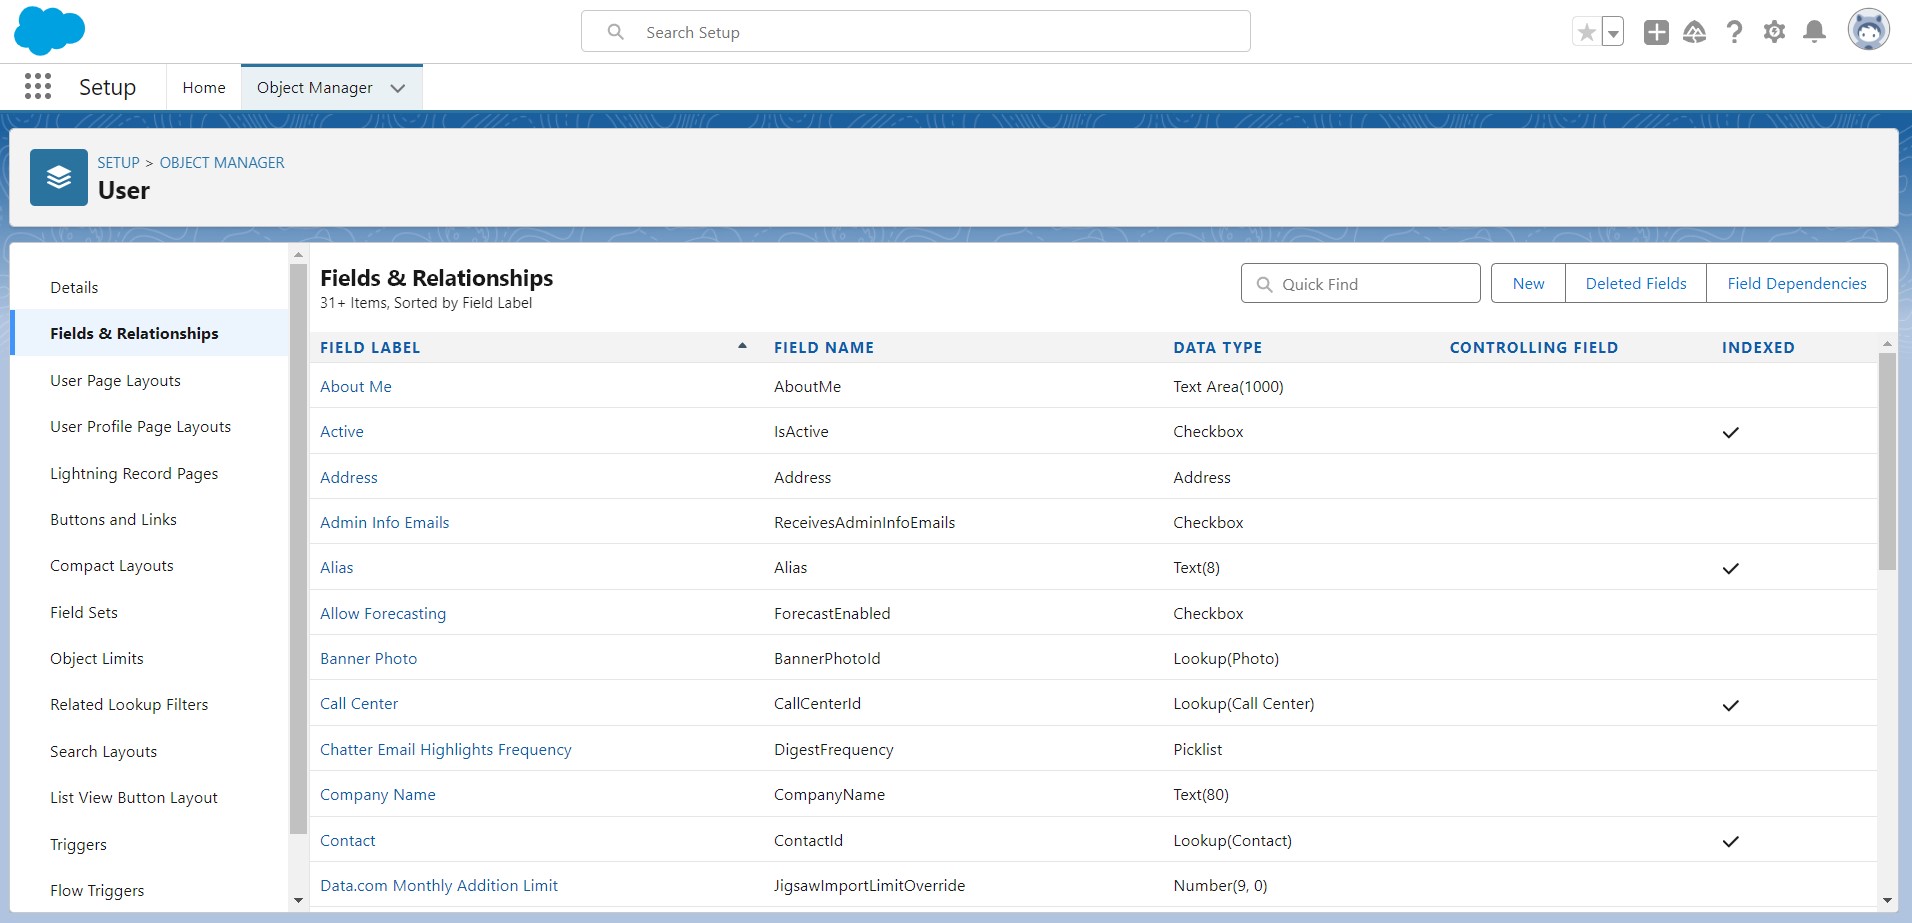 Search Setup
Setup
Home
Object Manager
SETUP > OBJECT MANAGER
User
Details
Fields & Relationships
User Page Layouts
User Profile Page Layouts
Lightning Record Pages
Buttons and Links
Compact Layouts
Field Sets
Object Limits
Related Lookup Filters
Search Layouts
List View Button Layout
Triggers
Flow Triggers
Fields & Relationships
31+ Items, Sorted by Field Label
Quick Find
New
Deleted Fields
Field Dependencies
FIELD LABEL FIELD NAME DATA TYPE CONTROLLING FIELD INDEXED
About Me AboutMe Text Area(1000)
Active IsActive Checkbox
Address Address Address
Admin Info Emails ReceivesAdminInfoEmails Checkbox
Alias Alias Text(8)
Allow Forecasting ForecastEnabled Checkbox
Banner Photo BannerPhotoId Lookup(Photo)
Call Center CallCenterId Lookup(Call Center)
Chatter Email Highlights Frequency DigestFrequency Picklist
Company Name CompanyName Text(80)
Contact ContactId Lookup(Contact)
Data.com Monthly Addition Limit JigsawImportLimitOverride Number(9, 0)